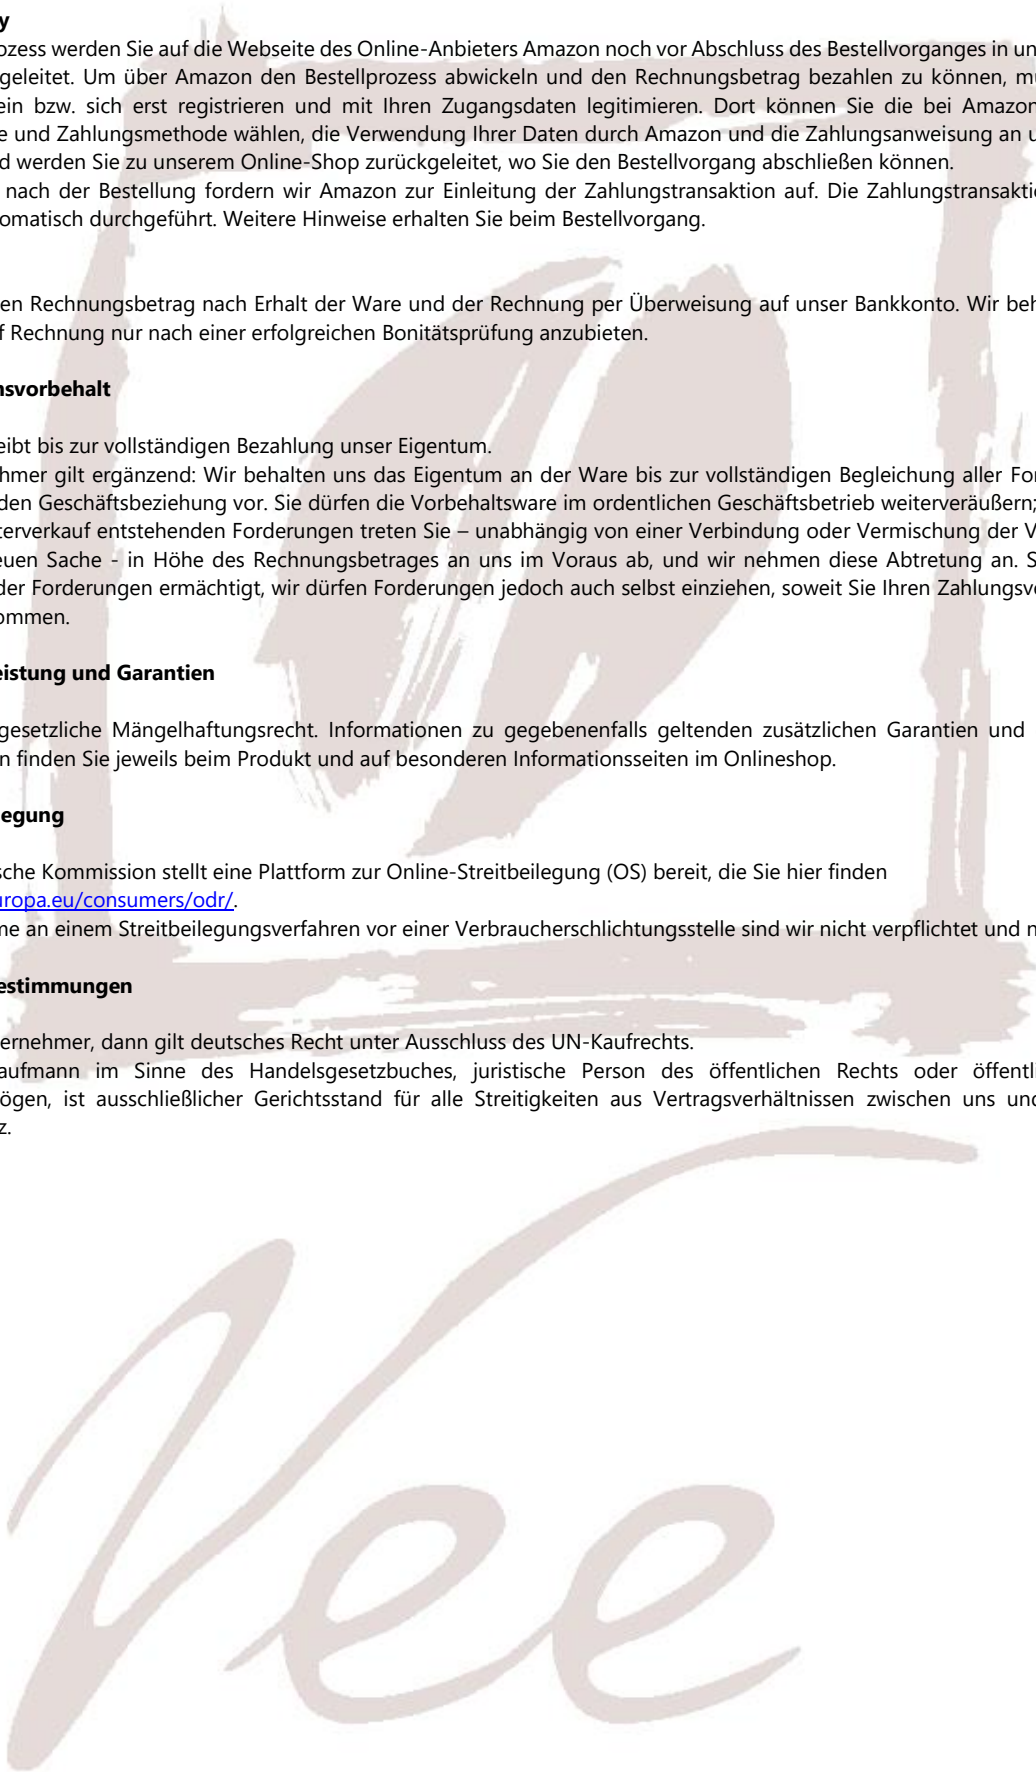 y
ozess werden Sie auf die Webseite des Online-Anbieters Amazon noch vor Abschluss des Bestellvorganges in un
geleitet. Um über Amazon den Bestellprozess abwickeln und den Rechnungsbetrag bezahlen zu können, mü
ein bzw. sich erst registrieren und mit Ihren Zugangsdaten legitimieren. Dort können Sie die bei Amazon
e und Zahlungsmethode wählen, die Verwendung Ihrer Daten durch Amazon und die Zahlungsanweisung an u
d werden Sie zu unserem Online-Shop zurückgeleitet, wo Sie den Bestellvorgang abschließen können.
nach der Bestellung fordern wir Amazon zur Einleitung der Zahlungstransaktion auf. Die Zahlungstransakti
omatisch durchgeführt. Weitere Hinweise erhalten Sie beim Bestellvorgang.
en Rechnungsbetrag nach Erhalt der Ware und der Rechnung per Überweisung auf unser Bankkonto. Wir beh
f Rechnung nur nach einer erfolgreichen Bonitätsprüfung anzubieten.
nsvorbehalt
eibt bis zur vollständigen Bezahlung unser Eigentum.
hmer gilt ergänzend: Wir behalten uns das Eigentum an der Ware bis zur vollständigen Begleichung aller For
den Geschäftsbeziehung vor. Sie dürfen die Vorbehaltsware im ordentlichen Geschäftsbetrieb weiterveräußern;
terverkauf entstehenden Forderungen treten Sie – unabhängig von einer Verbindung oder Vermischung der V
euen Sache - in Höhe des Rechnungsbetrages an uns im Voraus ab, und wir nehmen diese Abtretung an. S
der Forderungen ermächtigt, wir dürfen Forderungen jedoch auch selbst einziehen, soweit Sie Ihren Zahlungsve
ommen.
eistung und Garantien
gesetzliche Mängelhaftungsrecht. Informationen zu gegebenenfalls geltenden zusätzlichen Garantien und
n finden Sie jeweils beim Produkt und auf besonderen Informationsseiten im Onlineshop.
legung
sche Kommission stellt eine Plattform zur Online-Streitbeilegung (OS) bereit, die Sie hier finden
uropa.eu/consumers/odr/.
me an einem Streitbeilegungsverfahren vor einer Verbraucherschlichtungsstelle sind wir nicht verpflichtet und n
estimmungen
ernehmer, dann gilt deutsches Recht unter Ausschluss des UN-Kaufrechts.
aufmann im Sinne des Handelsgesetzbuches, juristische Person des öffentlichen Rechts oder öffentli
ögen, ist ausschließlicher Gerichtsstand für alle Streitigkeiten aus Vertragsverhältnissen zwischen uns und
z.
Vee